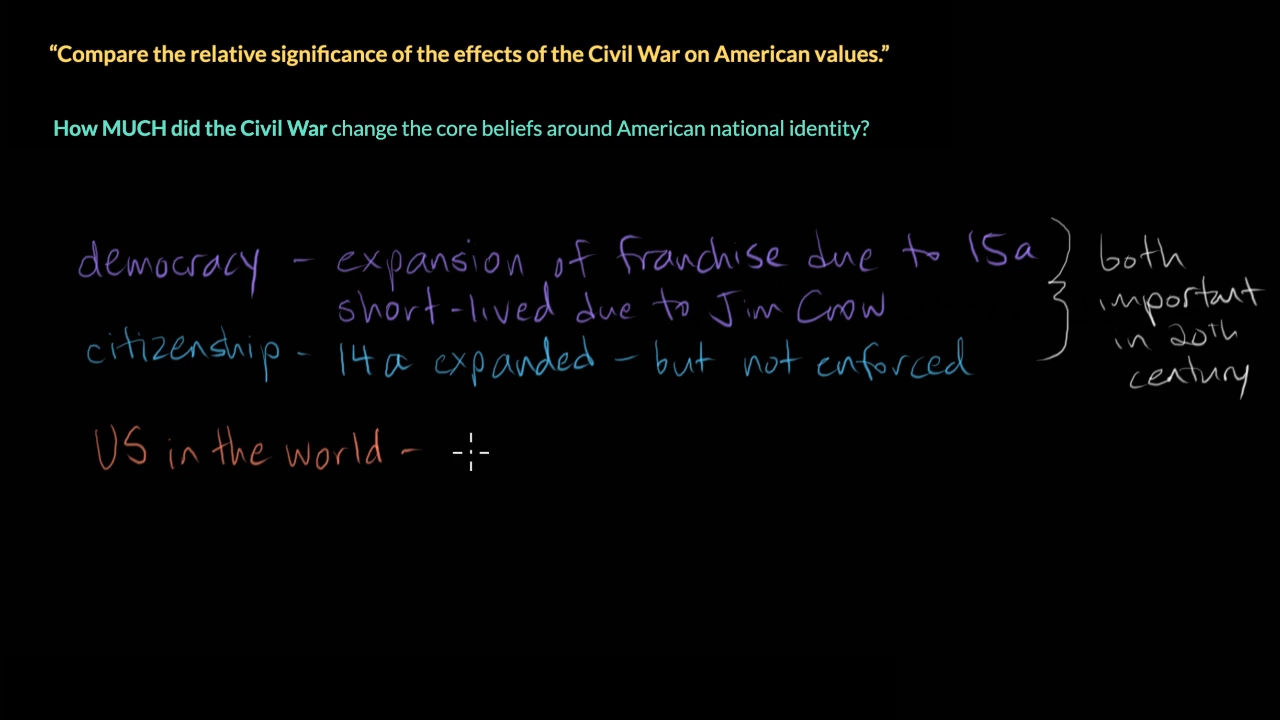 “Compare the relative significance of the effects of the Civil War on American values.”
How MUCH did the Civil War change the core beliefs around American national identity?
democracy - expansion of franchise due to 15a
short-lived due to Jim Crow
citizenship - 14a expanded - but not enforced
both
important
in 20th
century
US in the world -